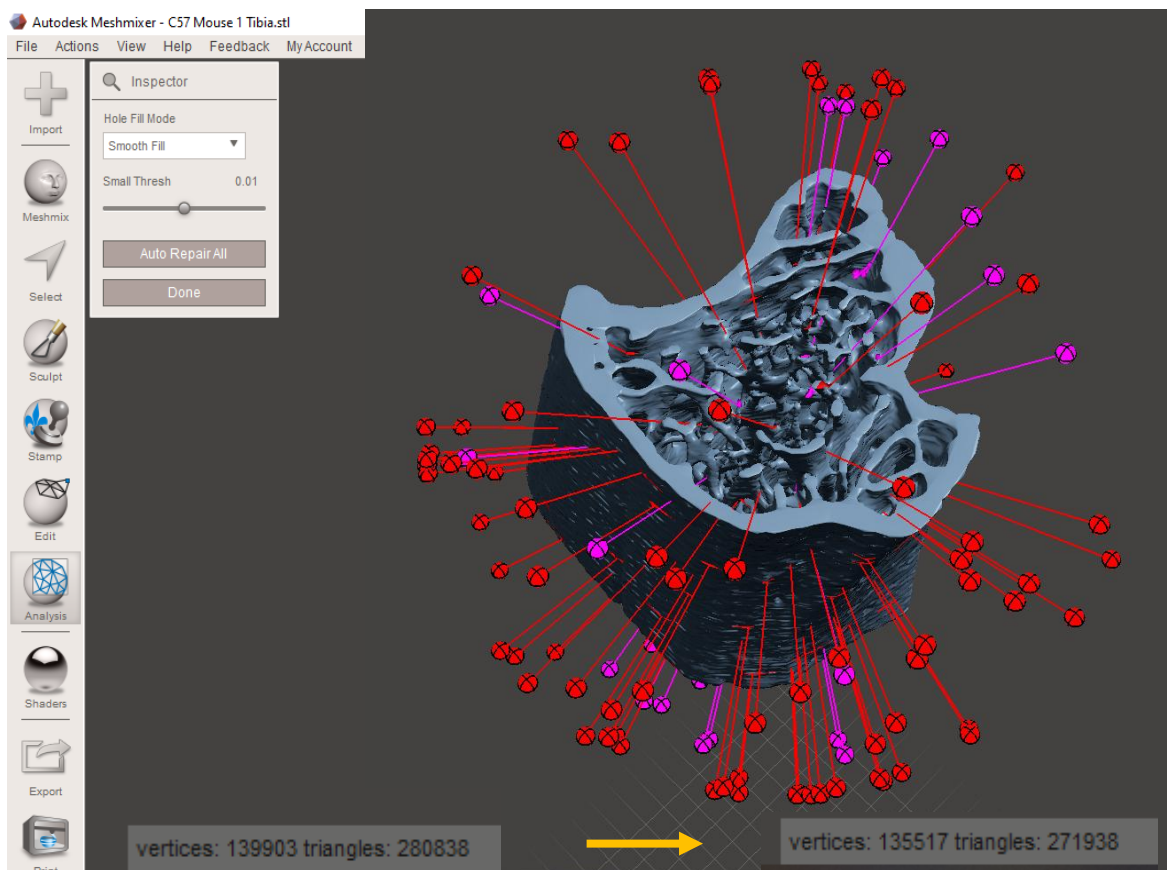 Autodesk Meshmixer - C57 Mouse 1 Tibia.stl
File Actions View Help Feedback My Account
Inspector
Hole Fill Mode
Smooth Fill
Small Thresh 0.01
Auto Repair All
Done
Import
Meshmix
Select
Sculpt
Stamp
Edit
Analysis
Shaders
Export
Print
vertices: 139903 triangles: 280838
vertices: 135517 triangles: 271938